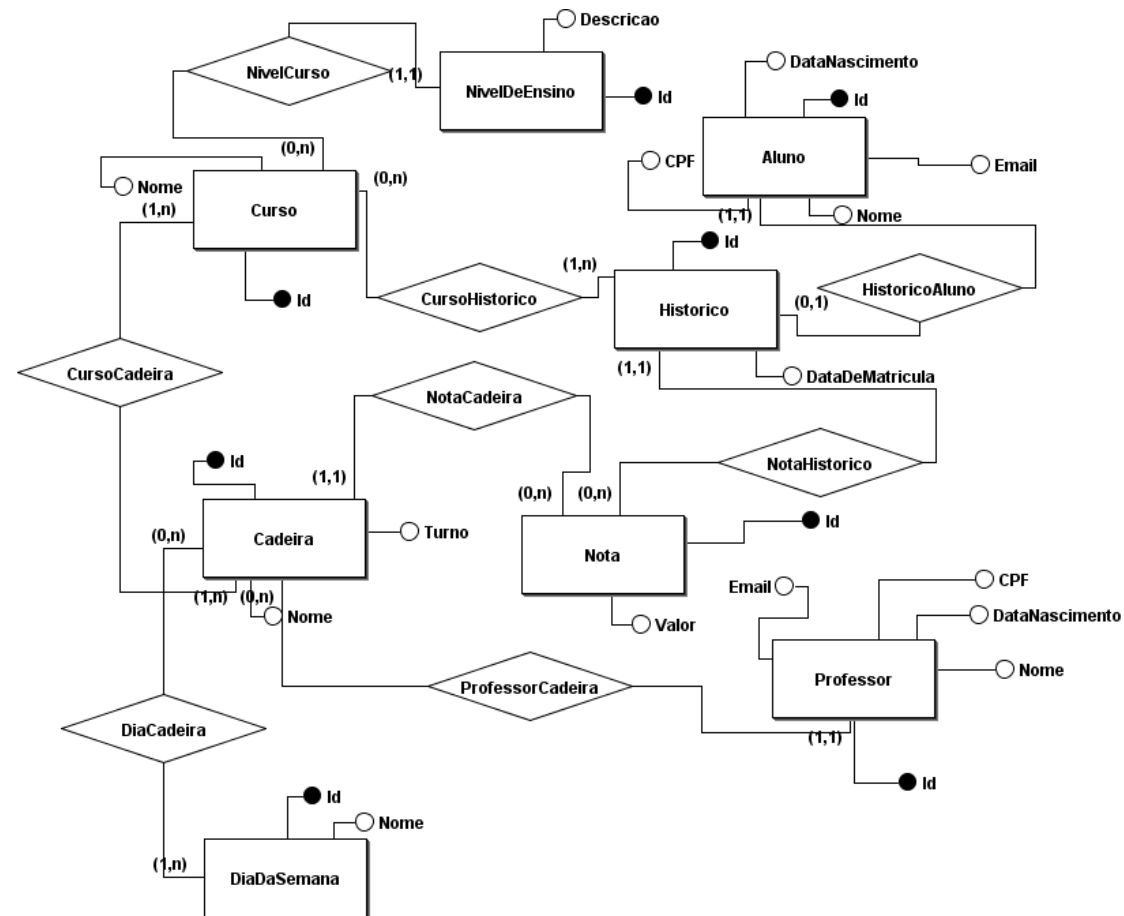 Descricao
NivelCurso
(1,1)
NivelDeEnsino
Id
DataNascimento
Id
Aluno
CPF
Email
(0,n)
(0,n)
Nome
(1,n)
Curso
(1,1)
Nome
Id
(1,n)
HistoricoAluno
CursoHistorico
Id
Historico
(0,1)
(1,1)
DataDeMatricula
CursoCadeira
NotaCadeira
Id
(1,1)
NotaHistorico
(0,n)
(0,n)
(0,n)
Cadeira
Turno
Nota
Id
(1,n)
(0,n)
Nome
Valor
Email
CPF
DataNascimento
Nome
Professor
ProfessorCadeira
(1,1)
DiaCadeira
Id
Id
Nome
(1,n)
DiaDaSemana